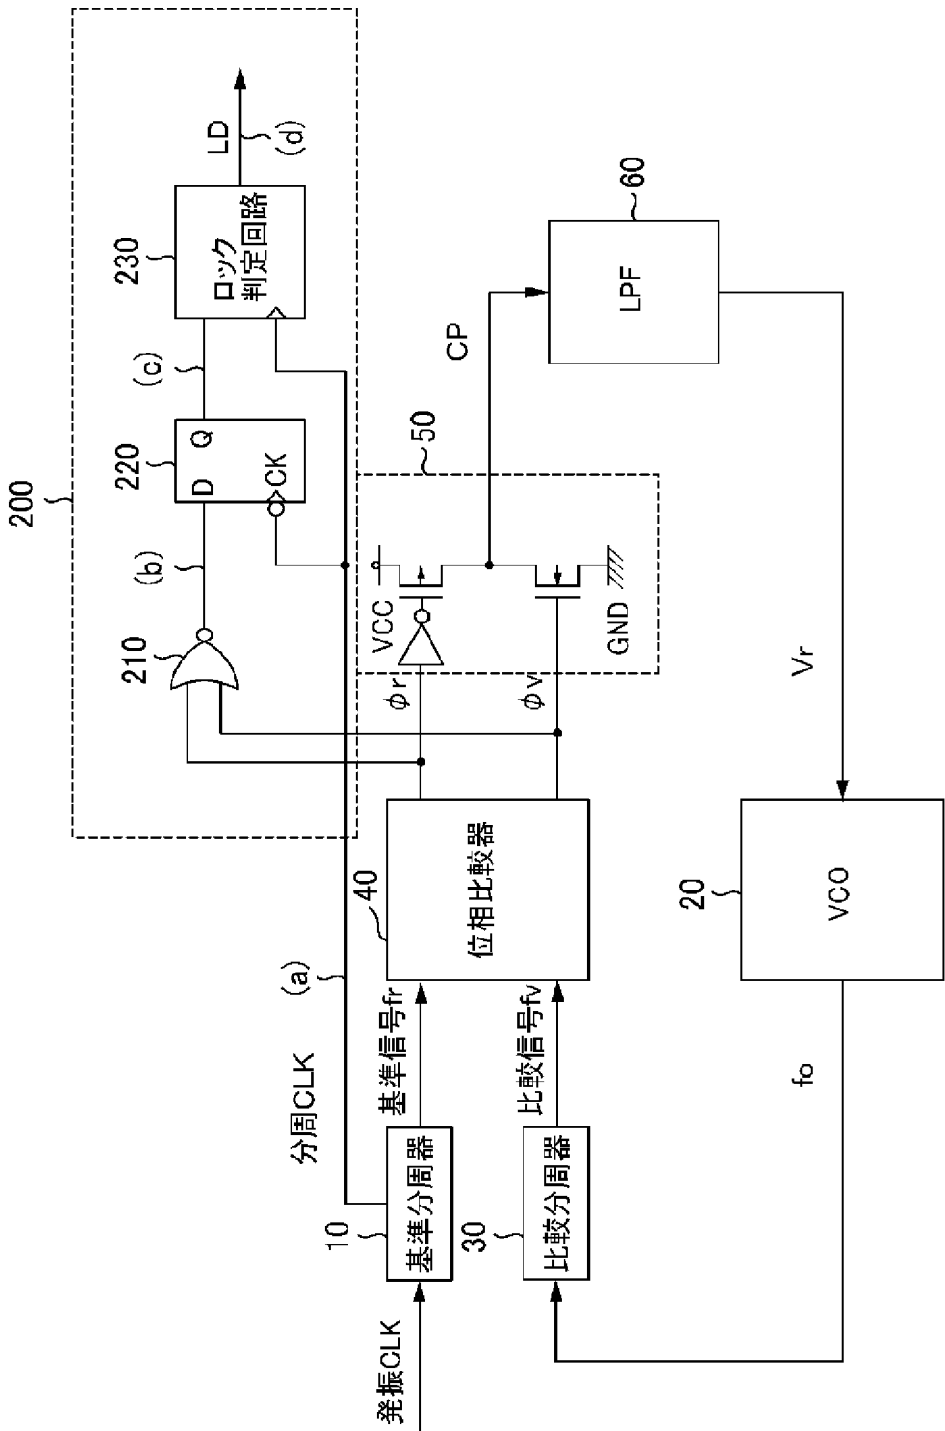 200
210
(b)
220
D
Q
CK
(c)
230
ロック
判定回路
LD
(d)
分周CLK
(a)
発振CLK
10
基準分周器
基準信号fr
30
比較分周器
比較信号fv
40
位相比較器
φr
φv
VCC
GND
50
CP
60
LPF
Vr
20
VCO
fo